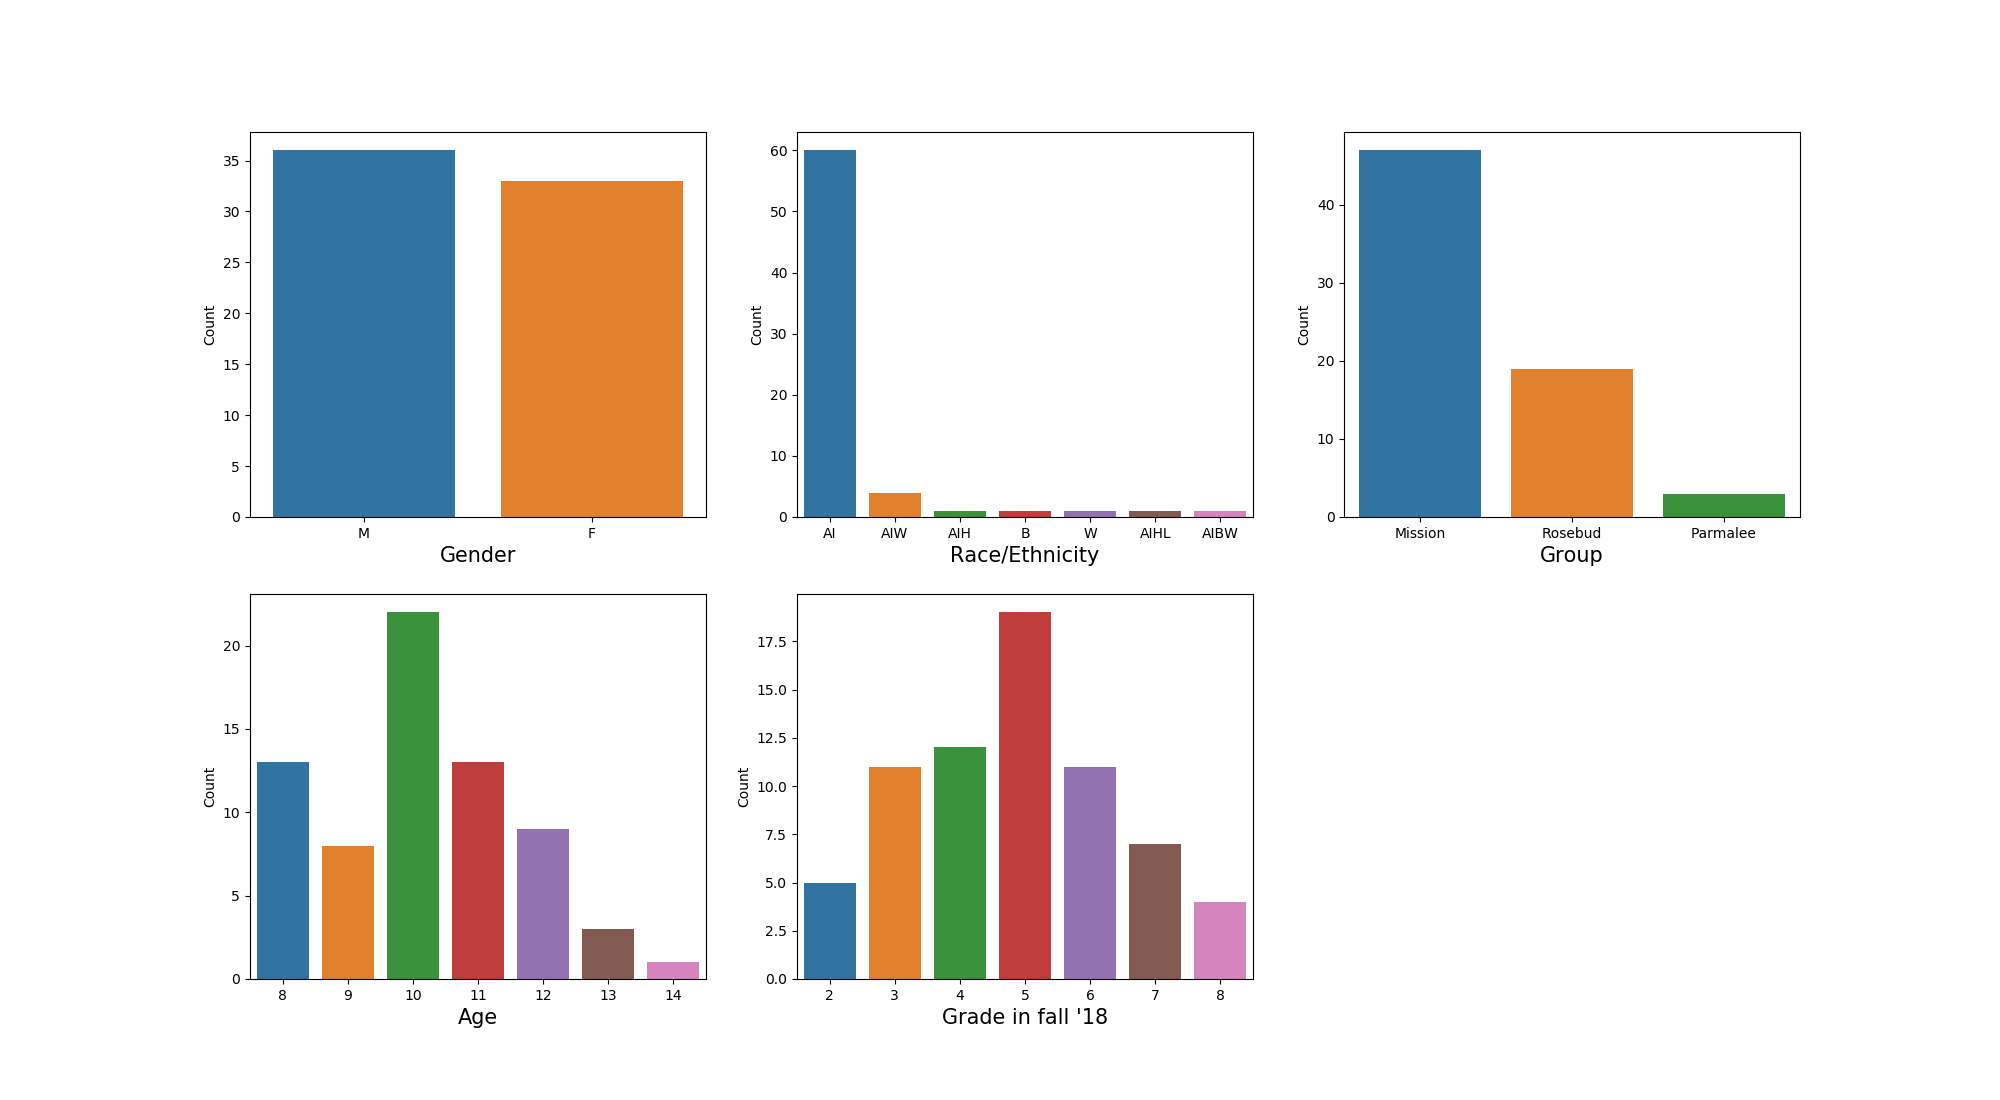 35
30
25
20
15
10
5
0
Count
M F
Gender
60
50
40
30
20
10
0
Count
AI AIW AIH B W AIHL AIBW
Race/Ethnicity
40
30
20
10
0
Count
Mission Rosebud Parmalee
Group
20
15
10
5
0
Count
8 9 10 11 12 13 14
Age
17.5
15.0
12.5
10.0
7.5
5.0
2.5
0.0
Count
2 3 4 5 6 7 8
Grade in fall '18